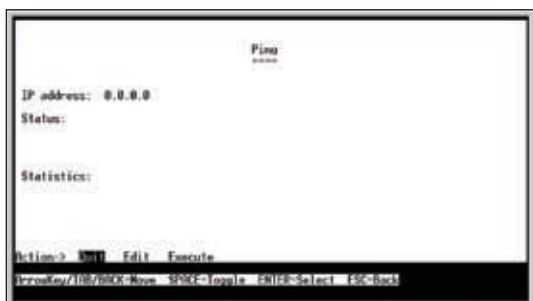 Ping
====
IP address: 0.0.0.0
Status:
Statistics:
Action-> Quit Edit Execute
ArrowKey/TAB/BACK=Move SPACE=Toggle ENTER=Select ESC=Back